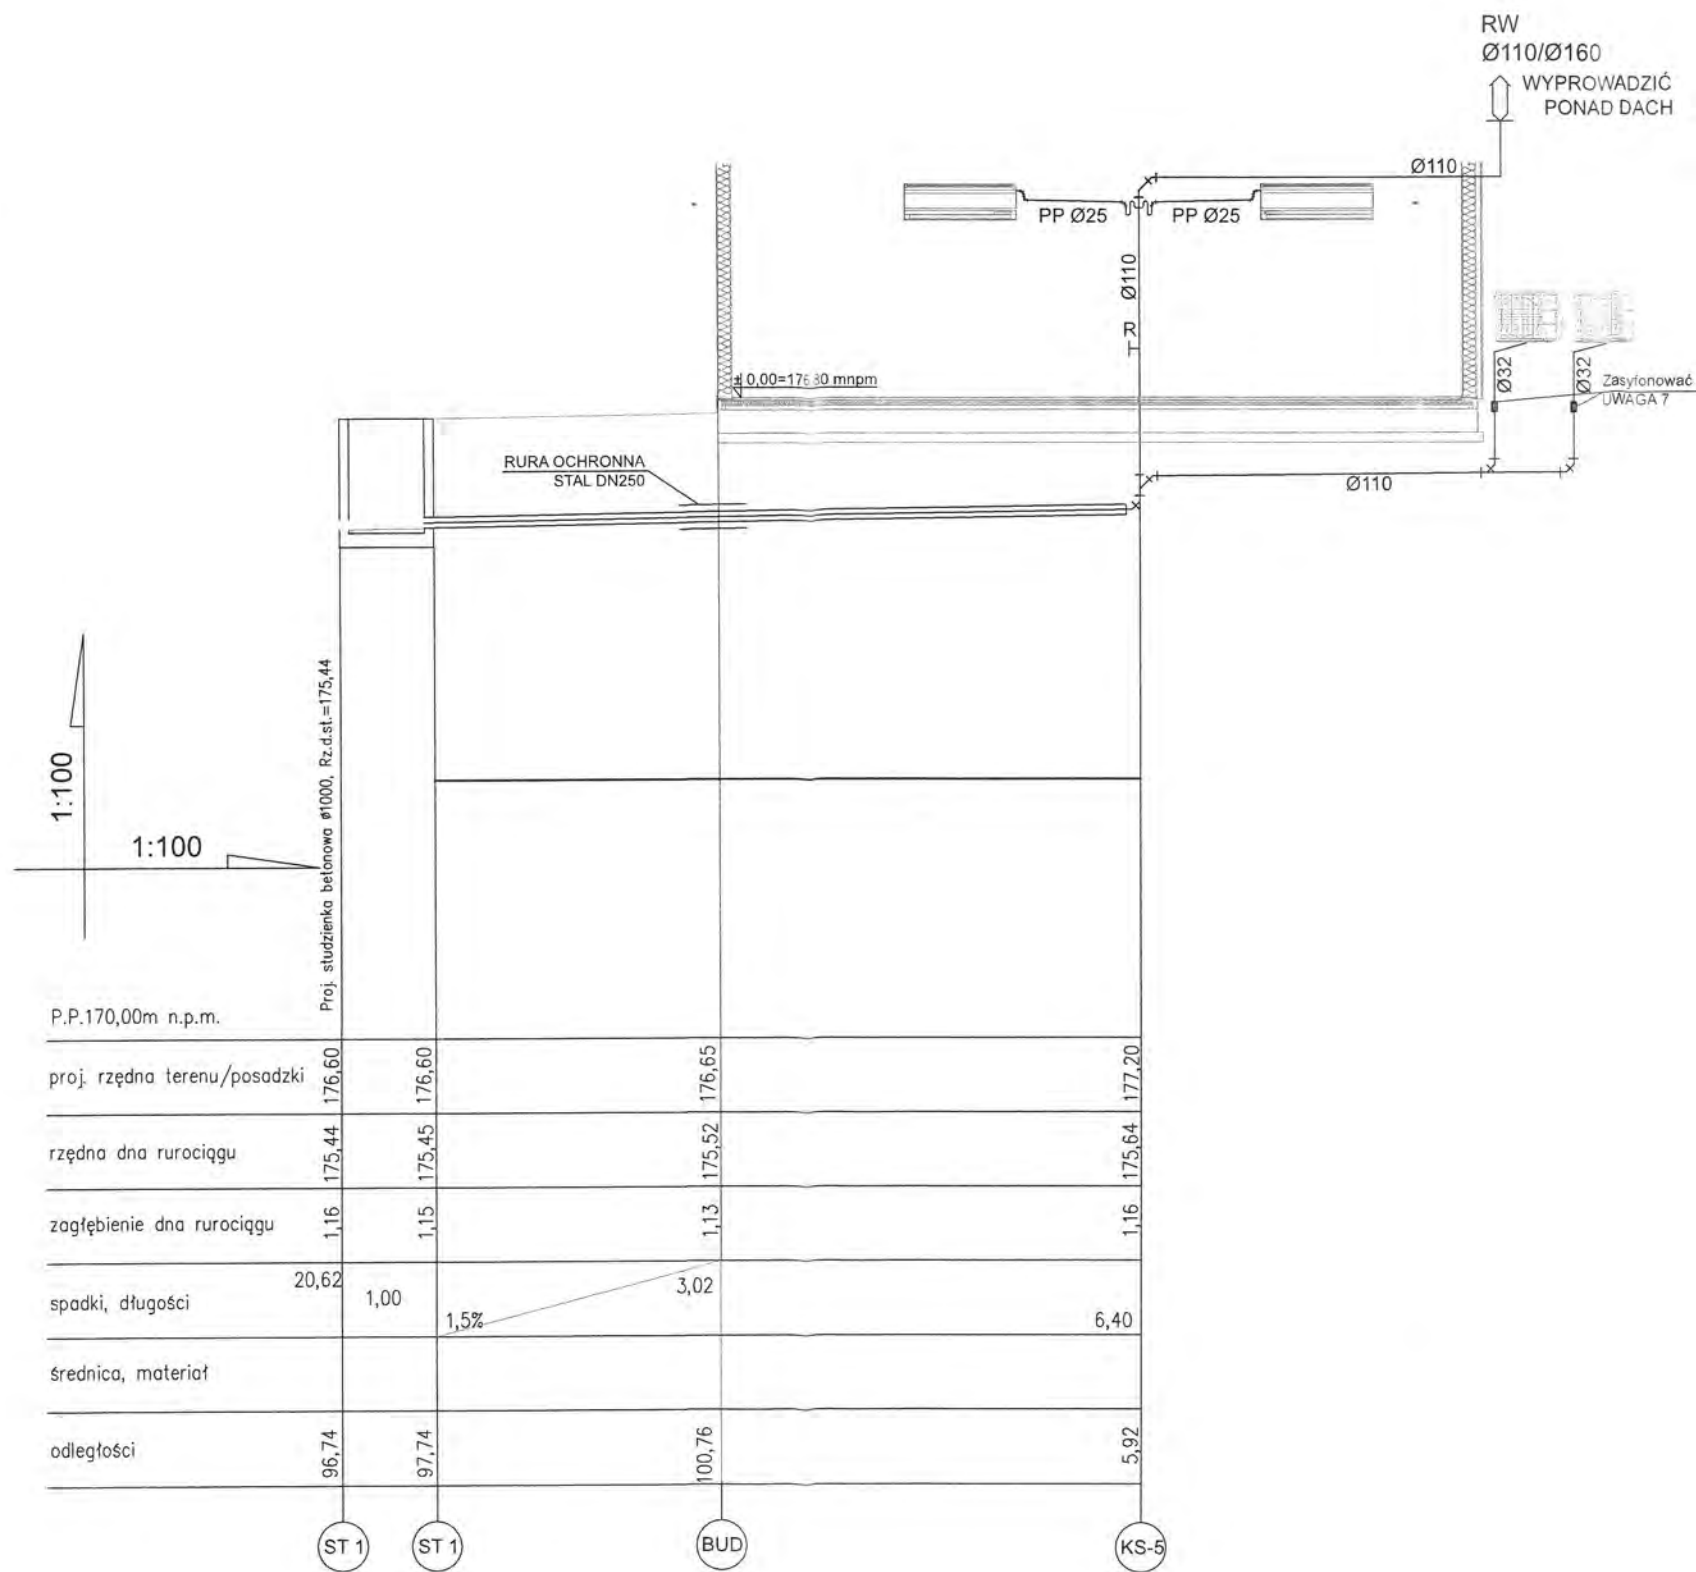 RW
Ø110/Ø160
WYPROWADZIĆ
PONAD DACH
Ø110
PP Ø25
PP Ø25
Ø110
R
± 0,00=176.80 mnpm
Ø32
Ø32
Zasyfonować
UWAGA 7
RURA OCHRONNA
STAL DN250
Ø110
1:100
1:100
Proj. studzienka betonowa ø1000, Rz.d.st.=175,44
P.P.170,00m n.p.m.
proj. rzędna terenu/posadzki 176,60 176,60 176,65 177,20
rzędna dna rurociągu 175,44 175,45 175,52 175,64
zagłębienie dna rurociągu 1,16 1,15 1,13 1,16
spadki, długości 20,62 1,00 1,5% 3,02 6,40
średnica, materiał
odległości 96,74 97,74 100,76 5,92
ST 1 ST 1 BUD KS-5